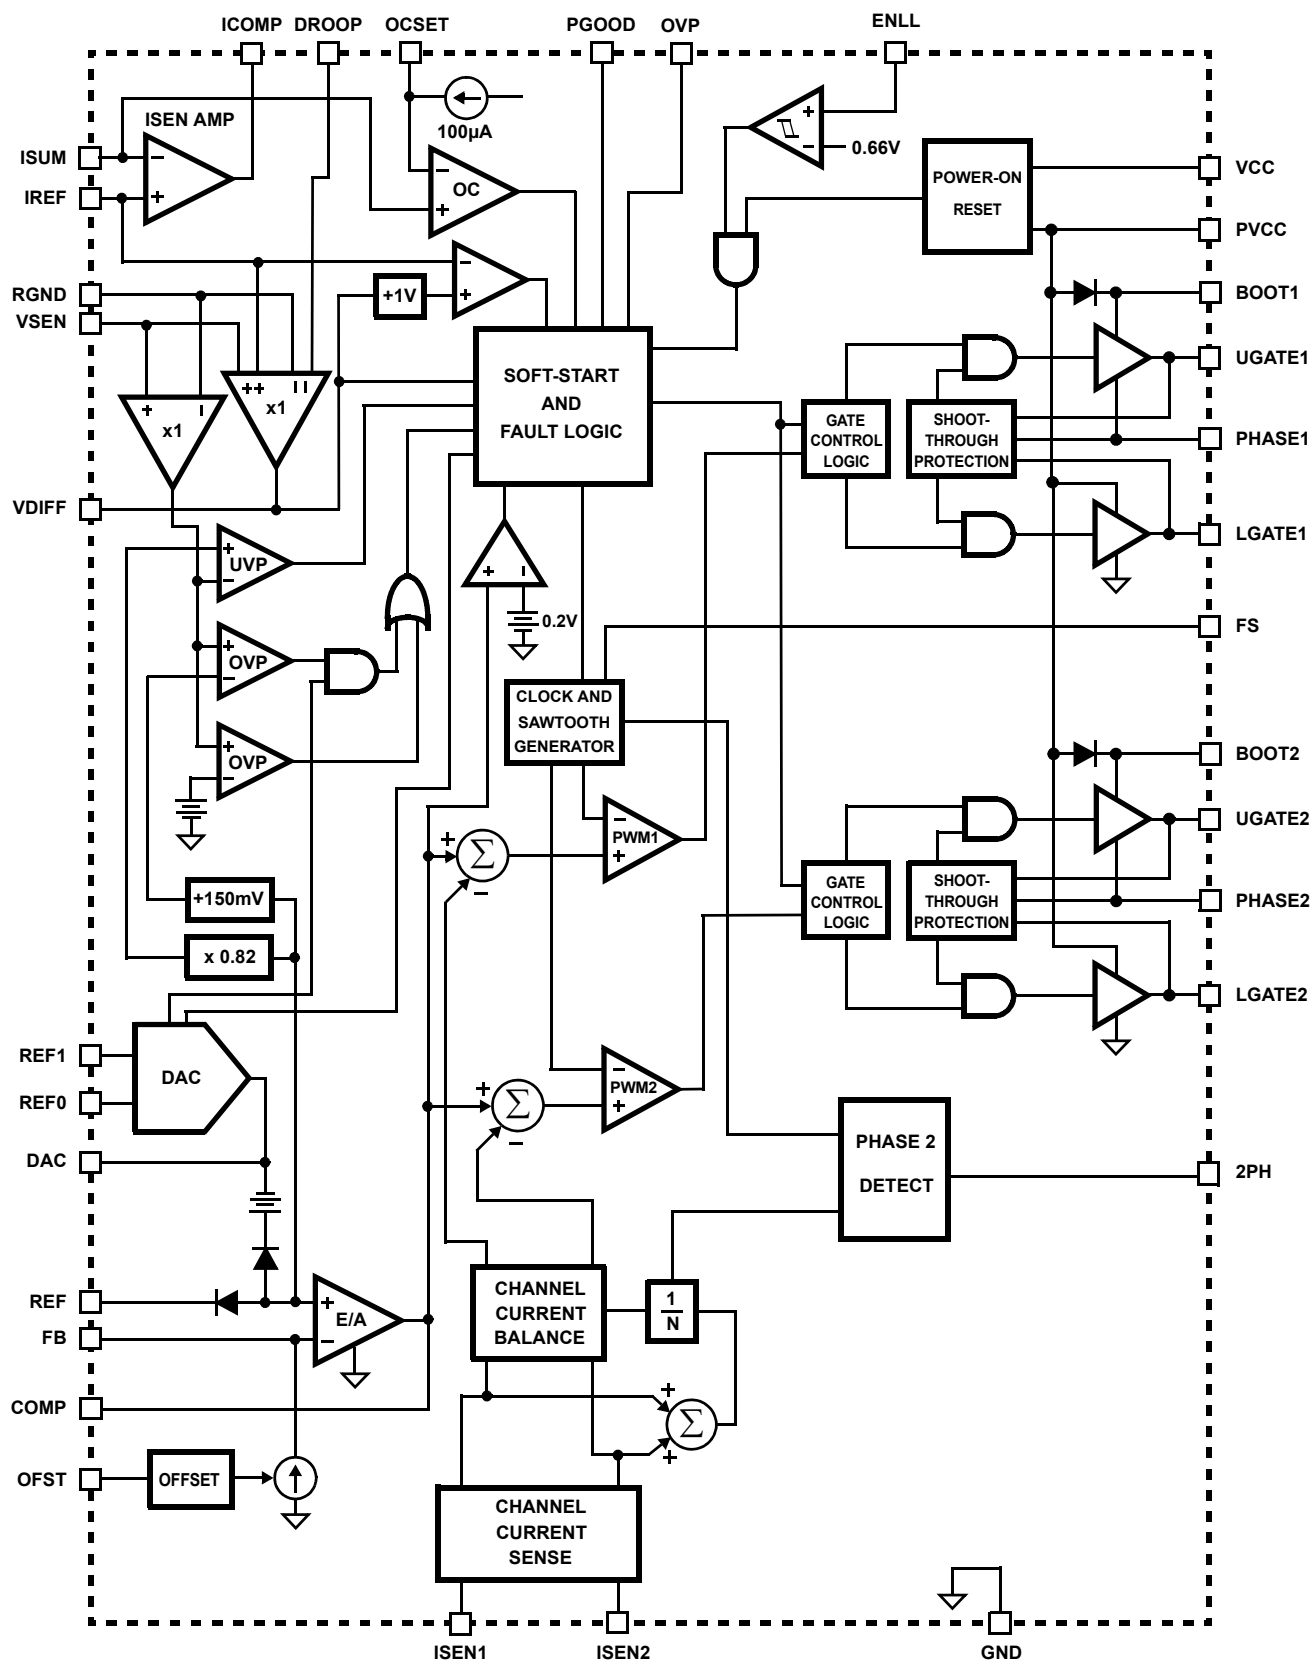 ICOMP DROOP OCSET PGOOD OVP ENLL
ISEN AMP
100µA
ISUM
−
IREF
+
−
OC
+
+
−
0.66V
POWER-ON
RESET
VCC
PVCC
RGND
VSEN
+1V
−
+
BOOT1
+ −
x1
++ − −
x1
SOFT-START
AND
FAULT LOGIC
UGATE1
GATE
CONTROL
LOGIC
SHOOT-
THROUGH
PROTECTION
PHASE1
VDIFF
LGATE1
+
UVP
−
+ −
0.2V
FS
+
OVP
−
CLOCK AND
SAWTOOTH
GENERATOR
+
OVP
−
BOOT2
−
PWM1
+
+
Σ
−
UGATE2
+150mV
GATE
CONTROL
LOGIC
SHOOT-
THROUGH
PROTECTION
PHASE2
x 0.82
LGATE2
REF1
DAC
REF0
−
PWM2
+
+
Σ
−
PHASE 2
DETECT
DAC
2PH
REF
+
E/A
−
FB
CHANNEL
CURRENT
BALANCE
1
N
COMP
+
Σ
+
OFST
OFFSET
CHANNEL
CURRENT
SENSE
ISEN1 ISEN2 GND